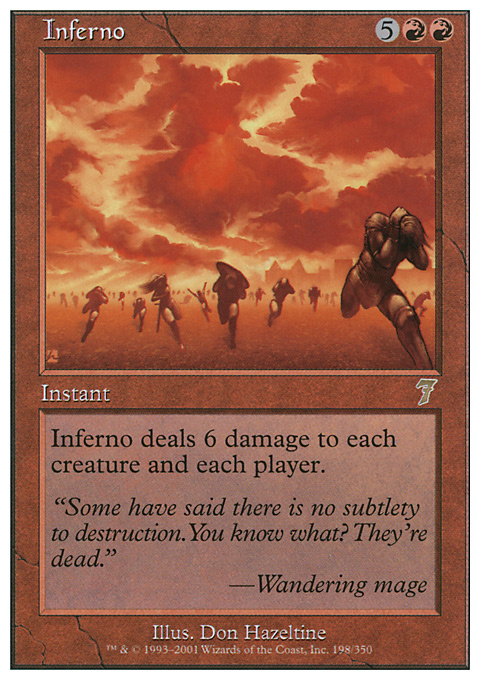 Inferno 5
Instant 7
Inferno deals 6 damage to each
creature and each player.
“Some have said there is no subtlety
to destruction. You know what? They’re
dead.”
—Wandering mage
Illus. Don Hazeltine
™ & © 1993–2001 Wizards of the Coast, Inc. 198/350